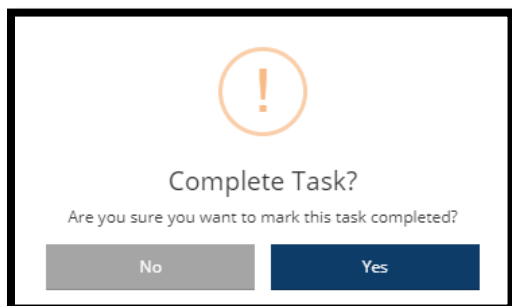 !
Complete Task?
Are you sure you want to mark this task completed?
No Yes